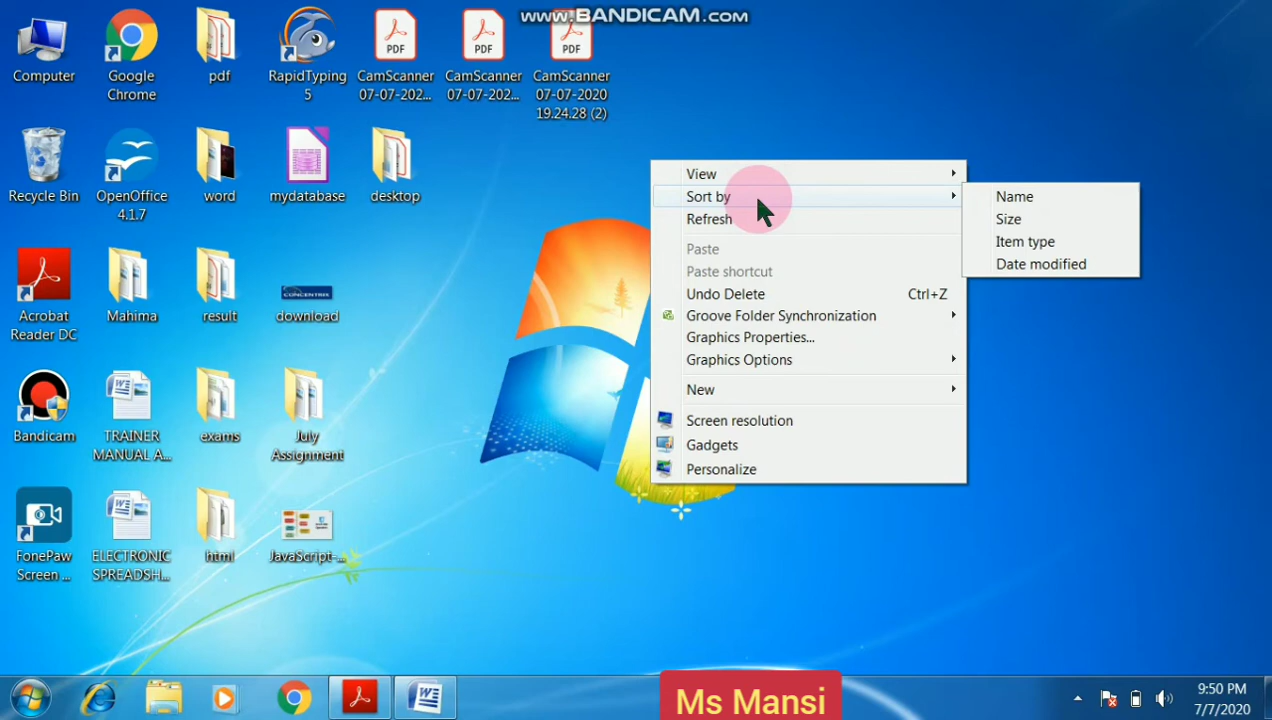 www.BANDICAM.com
Computer
Google
Chrome
pdf
RapidTyping
5
CamScanner
07-07-202...
CamScanner
07-07-202...
CamScanner
07-07-2020
19.24.28 (2)
Recycle Bin
OpenOffice
4.1.7
word
mydatabase
desktop
Acrobat
Reader DC
Mahima
result
CONCENTRIX
download
Bandicam
TRAINER
MANUAL A...
exams
July
Assignment
FonePaw
Screen ...
ELECTRONIC
SPREADSH...
html
JavaScript-...
View
Sort by
Refresh
Paste
Paste shortcut
Undo Delete Ctrl+Z
Groove Folder Synchronization
Graphics Properties...
Graphics Options
New
Screen resolution
Gadgets
Personalize
Name
Size
Item type
Date modified
Ms Mansi
9:50 PM
7/7/2020